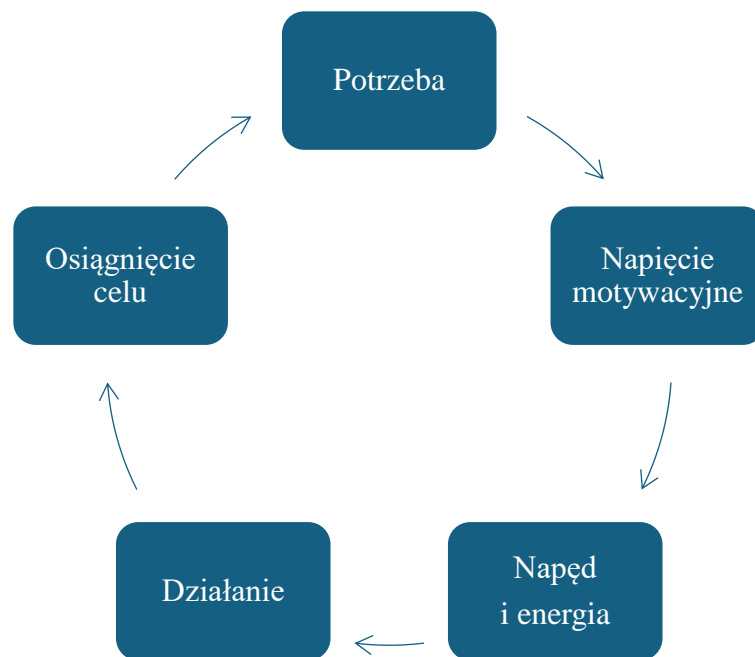 Potrzeba
Napięcie
motywacyjne
Napęd
i energia
Działanie
Osiągnięcie
celu